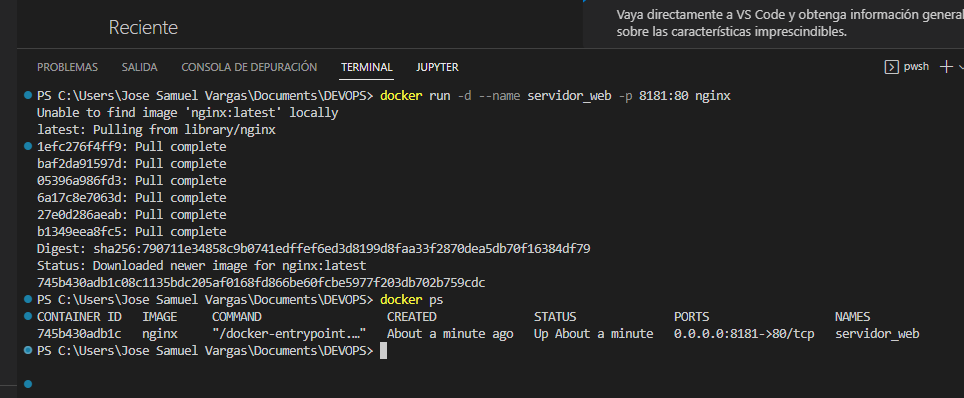 Reciente
Vaya directamente a VS Code y obtenga información general
sobre las características imprescindibles.
PROBLEMAS SALIDA CONSOLA DE DEPURACIÓN TERMINAL JUPYTER pwsh
PS C:\Users\Jose Samuel Vargas\Documents\DEVOPS> docker run -d --name servidor_web -p 8181:80 nginx
Unable to find image 'nginx:latest' locally
latest: Pulling from library/nginx
1efc276f4ff9: Pull complete
baf2da91597d: Pull complete
05396a986fd3: Pull complete
6a17c8e7063d: Pull complete
27e0d286aeab: Pull complete
b1349eea8fc5: Pull complete
Digest: sha256:790711e34858c9b0741edffef6ed3d8199d8faa33f2870dea5db70f16384df79
Status: Downloaded newer image for nginx:latest
745b430adb1c08c1135bdc205af0168fd866be60fcbe5977f203db702b759cdc
PS C:\Users\Jose Samuel Vargas\Documents\DEVOPS> docker ps
CONTAINER ID IMAGE COMMAND CREATED STATUS PORTS NAMES
745b430adb1c nginx "/docker-entrypoint.…" About a minute ago Up About a minute 0.0.0.0:8181->80/tcp servidor_web
PS C:\Users\Jose Samuel Vargas\Documents\DEVOPS>